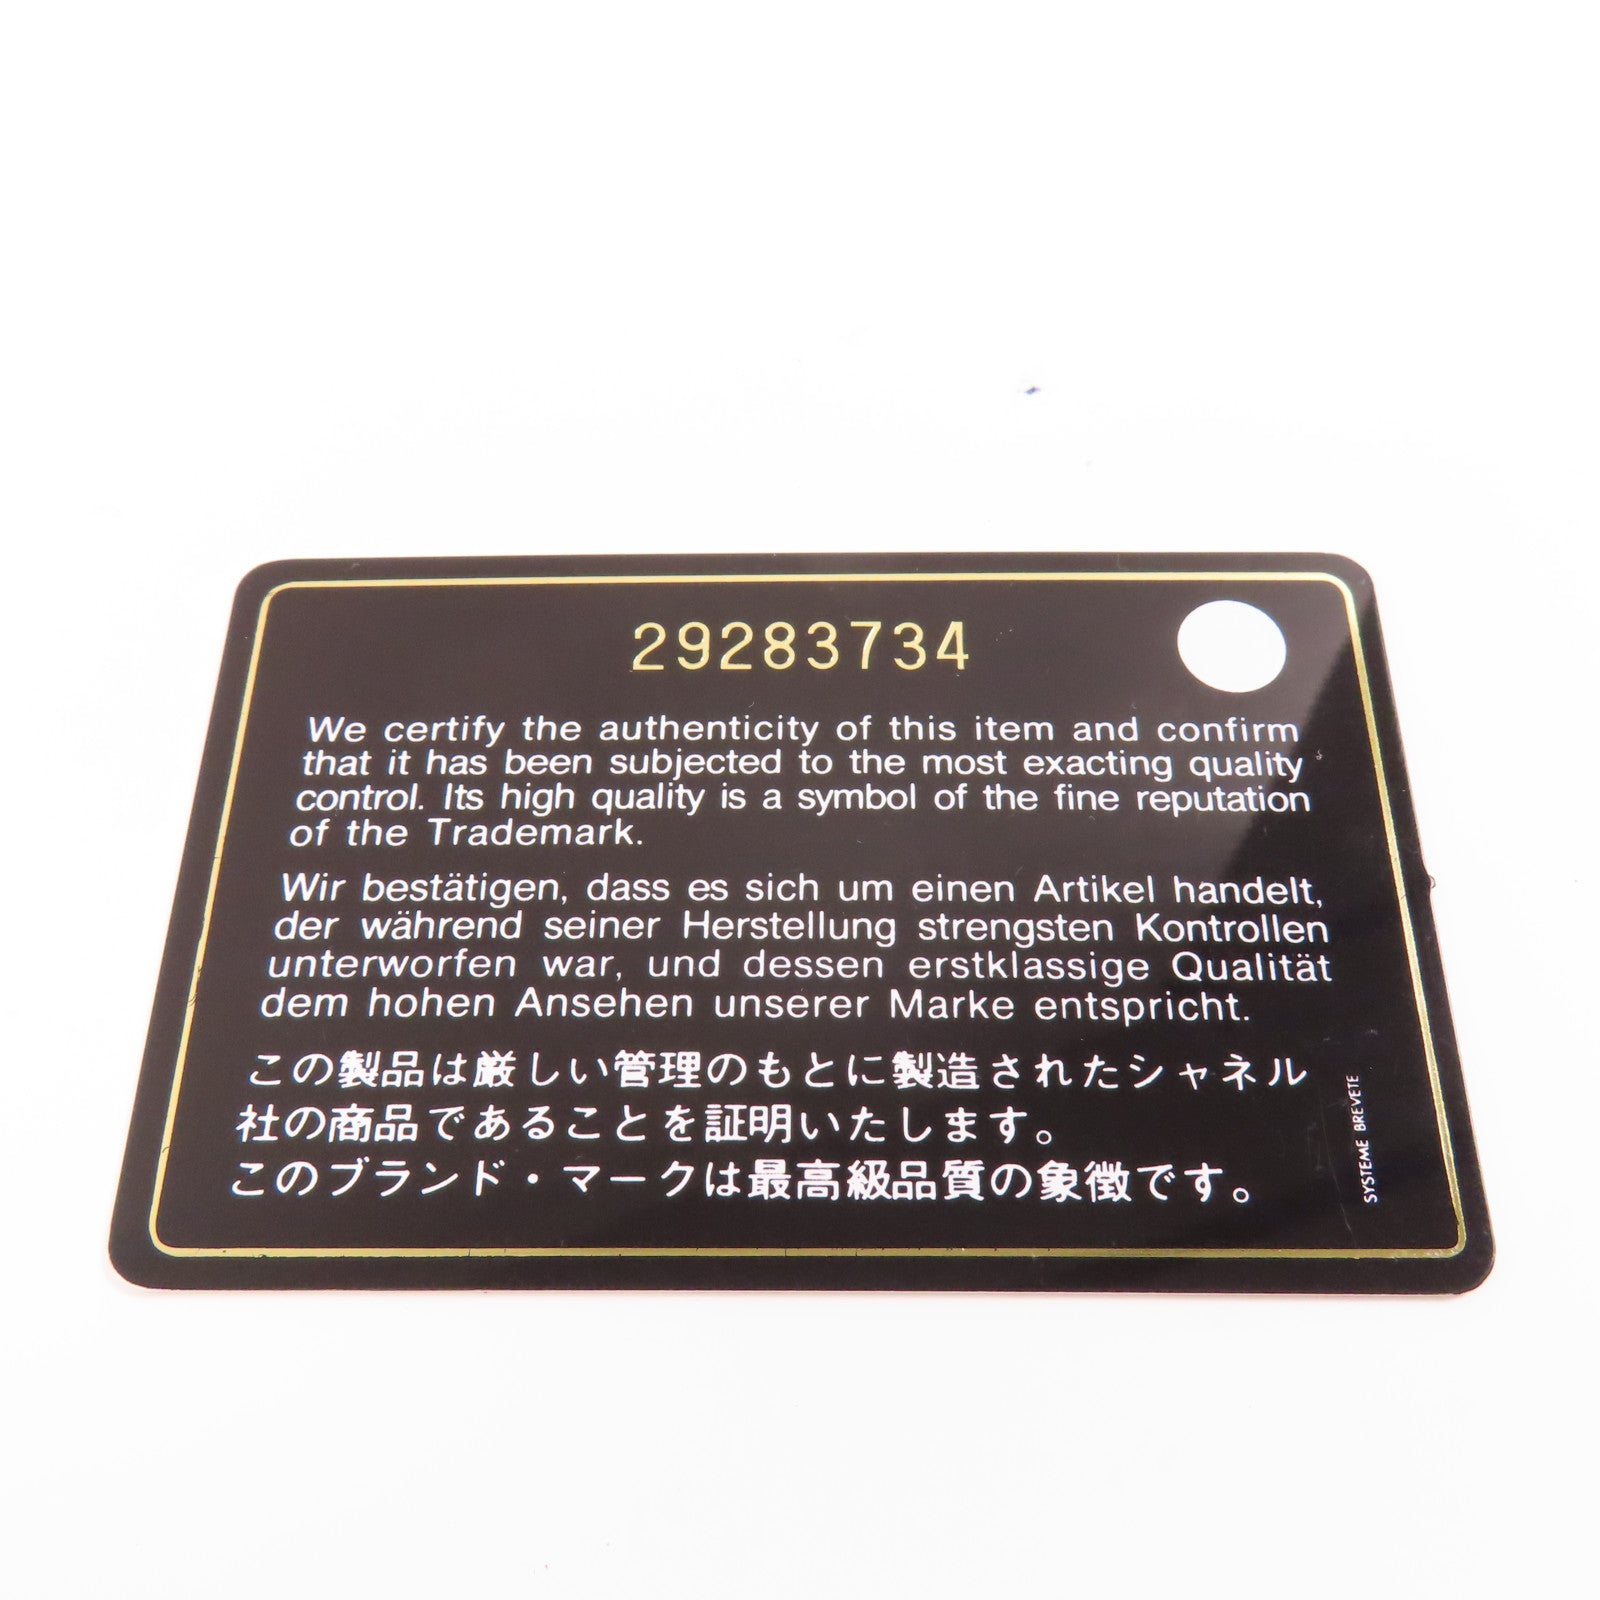 29283734
We certify the authenticity of this item and confirm
that it has been subjected to the most exacting quality
control. Its high quality is a symbol of the fine reputation
of the Trademark.
Wir bestätigen, dass es sich um einen Artikel handelt,
der während seiner Herstellung strengsten Kontrollen
unterworfen war, und dessen erstklassige Qualität
dem hohen Ansehen unserer Marke entspricht.
この製品は厳しい管理のもとに製造されたシャネル
社の商品であることを証明いたします。
このブランド・マークは最高級品質の象徴です。
SYSTEME BREVETE